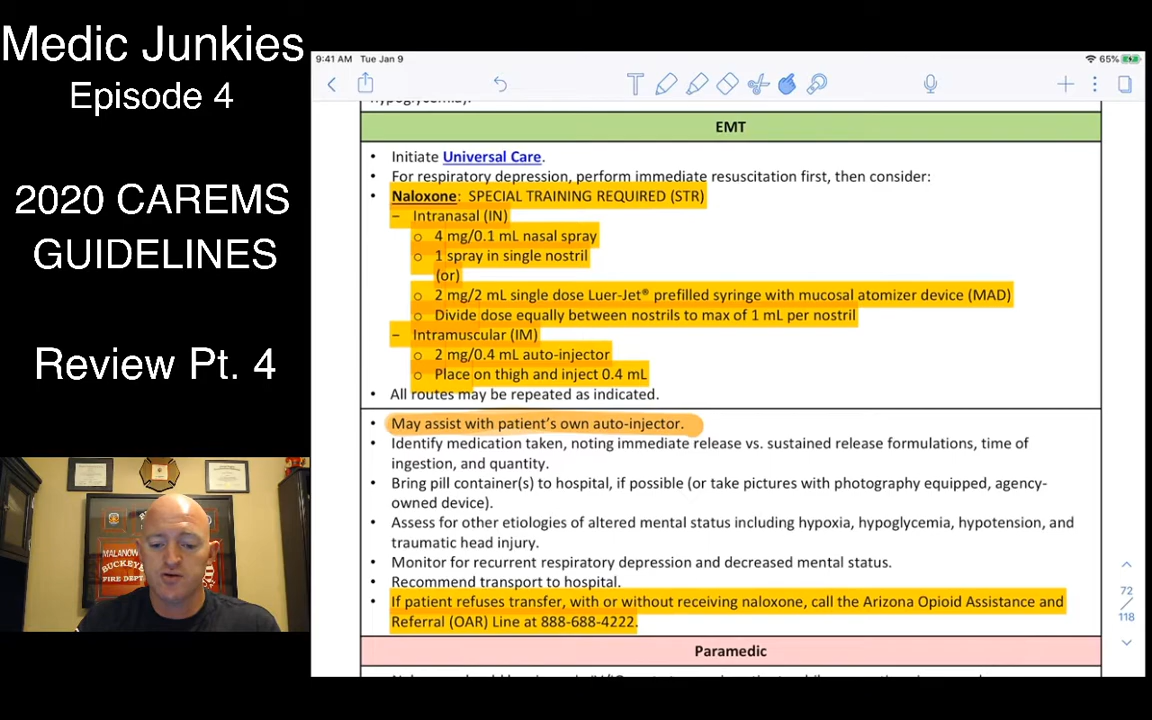 Medic Junkies
Episode 4
2020 CAREMS
GUIDELINES
Review Pt. 4
9:41 AM Tue Jan 9
65%
hypoglycemia).
EMT
• Initiate Universal Care.
• For respiratory depression, perform immediate resuscitation first, then consider:
• Naloxone: SPECIAL TRAINING REQUIRED (STR)
− Intranasal (IN)
o 4 mg/0.1 mL nasal spray
o 1 spray in single nostril
(or)
o 2 mg/2 mL single dose Luer-Jet® prefilled syringe with mucosal atomizer device (MAD)
o Divide dose equally between nostrils to max of 1 mL per nostril
− Intramuscular (IM)
o 2 mg/0.4 mL auto-injector
o Place on thigh and inject 0.4 mL
• All routes may be repeated as indicated.
• May assist with patient's own auto-injector.
• Identify medication taken, noting immediate release vs. sustained release formulations, time of
ingestion, and quantity.
• Bring pill container(s) to hospital, if possible (or take pictures with photography equipped, agency-
owned device).
• Assess for other etiologies of altered mental status including hypoxia, hypoglycemia, hypotension, and
traumatic head injury.
• Monitor for recurrent respiratory depression and decreased mental status.
• Recommend transport to hospital.
• If patient refuses transfer, with or without receiving naloxone, call the Arizona Opioid Assistance and
Referral (OAR) Line at 888-688-4222.
72
/
118
Paramedic
MALANOW
BUCKEYE
FIRE DEPT